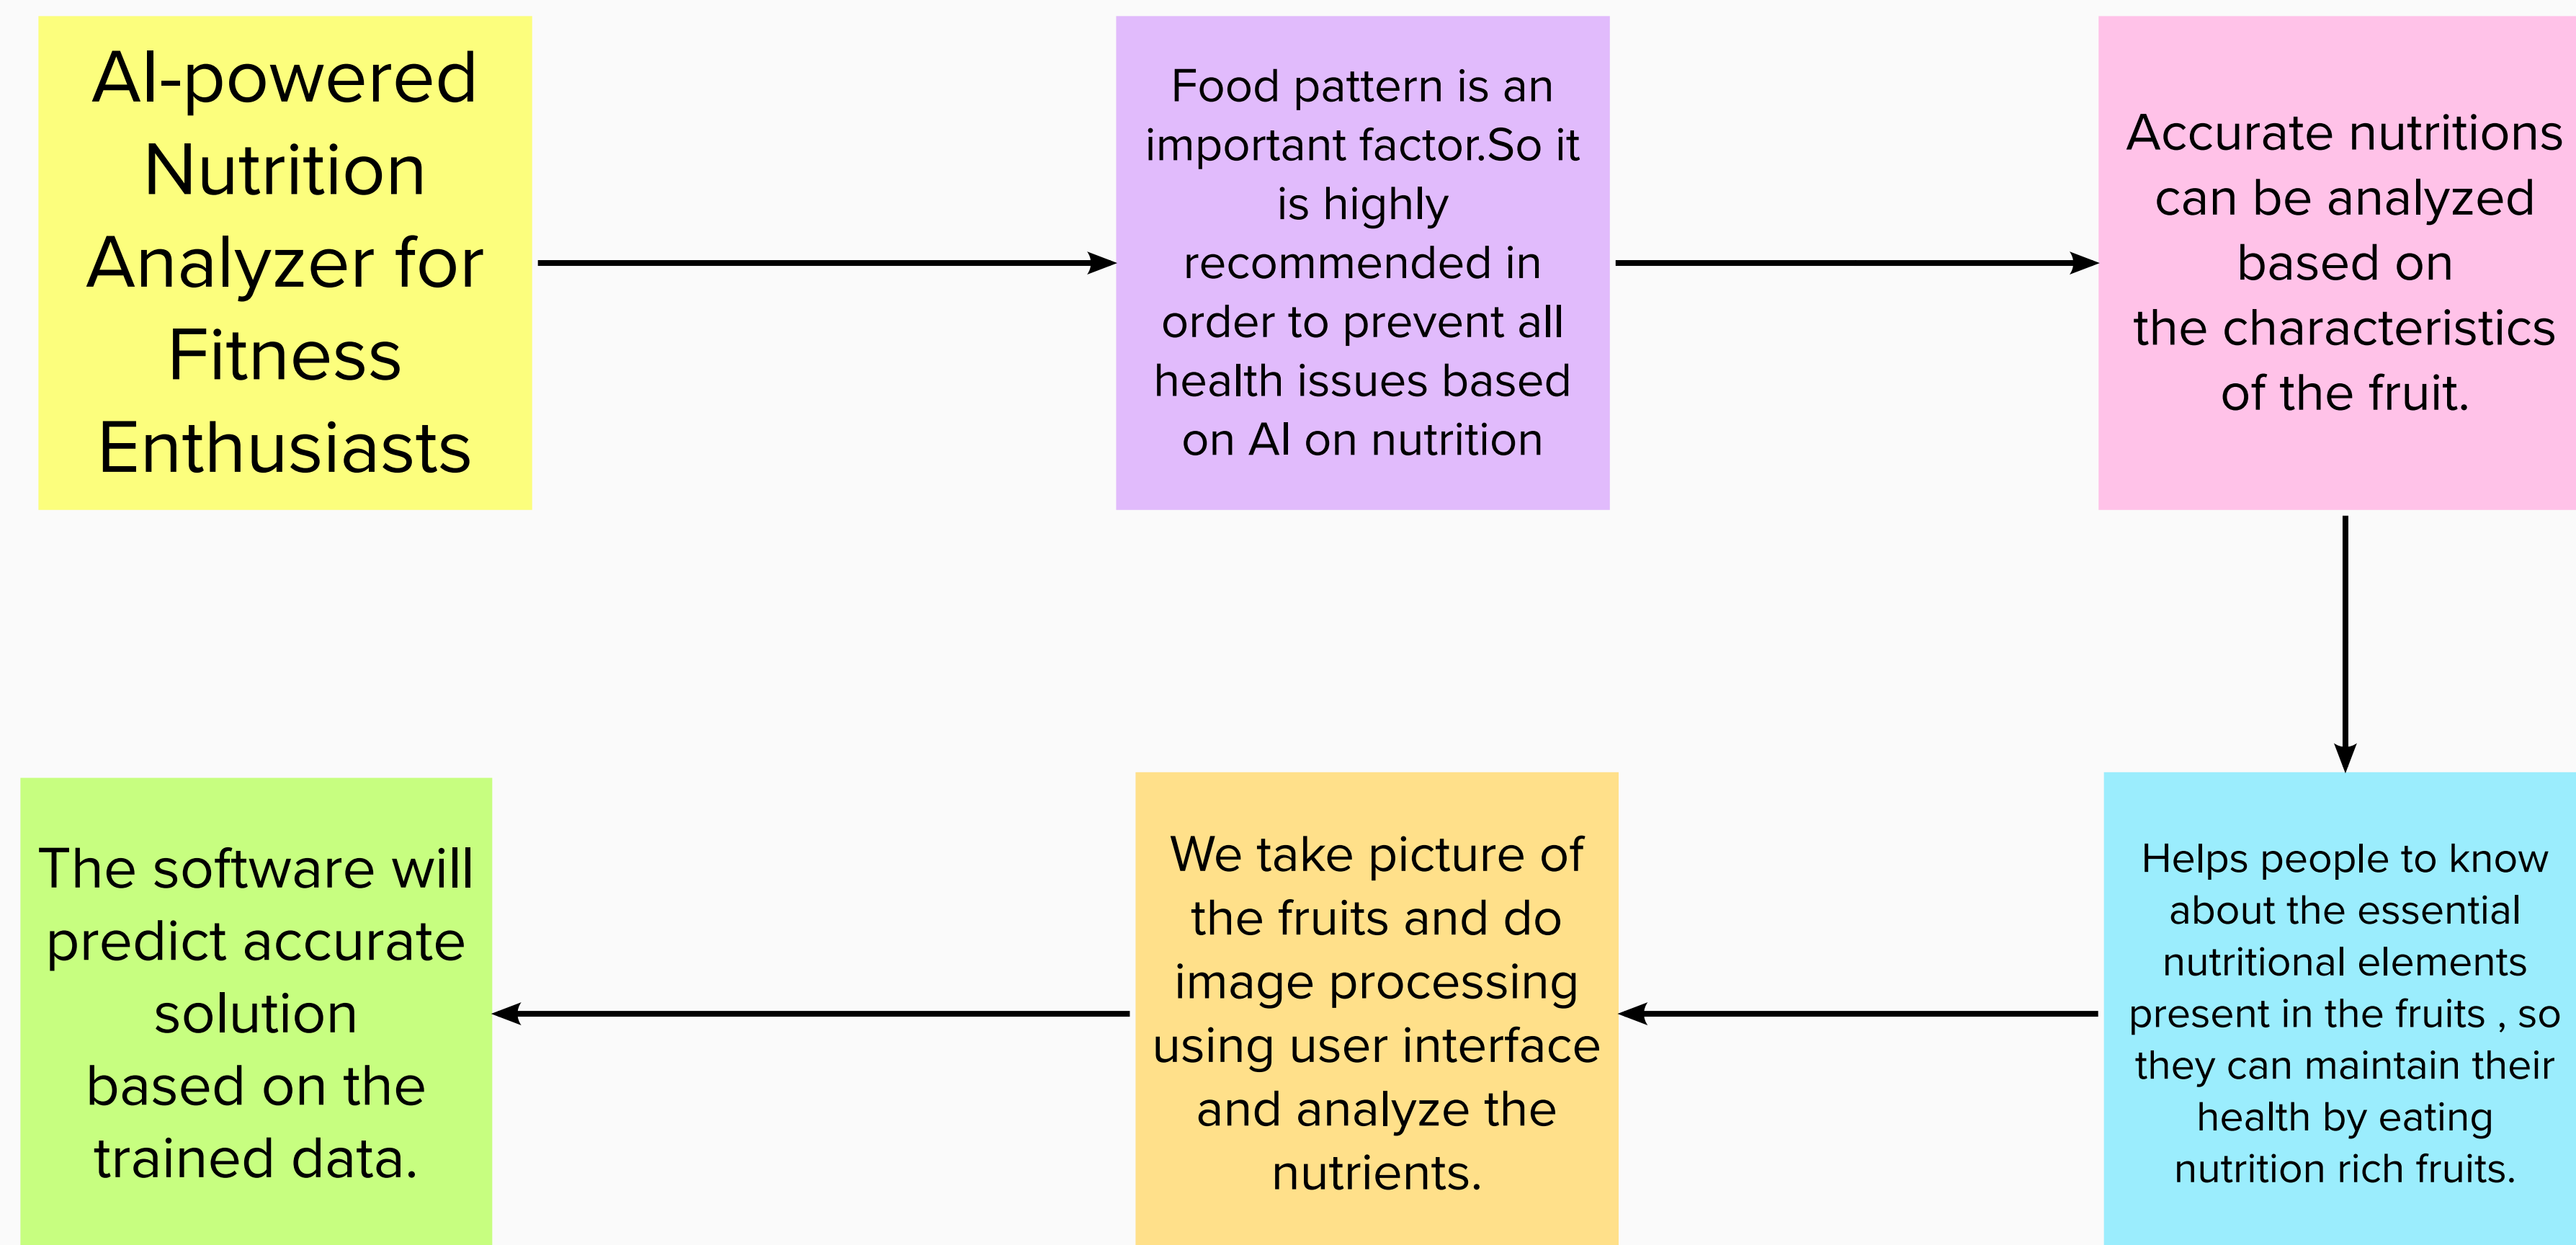 AI-powered
Nutrition
Analyzer for
Fitness
Enthusiasts
Food pattern is an
important factor.So it
is highly
recommended in
order to prevent all
health issues based
on AI on nutrition
Accurate nutritions
can be analyzed
based on
the characteristics
of the fruit.
Helps people to know
about the essential
nutritional elements
present in the fruits , so
they can maintain their
health by eating
nutrition rich fruits.
We take picture of
the fruits and do
image processing
using user interface
and analyze the
nutrients.
The software will
predict accurate
solution
based on the
trained data.